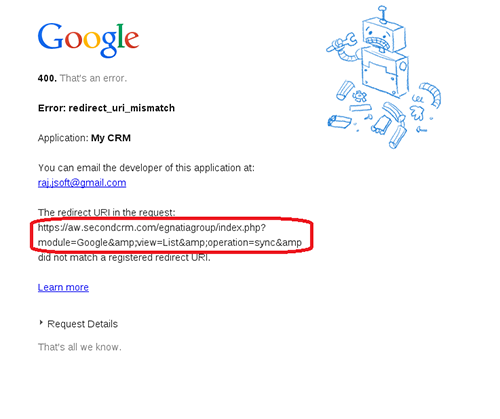 Google
400. That's an error.
Error: redirect_uri_mismatch
Application: My CRM
You can email the developer of this application at:
raj.jsoft@gmail.com
The redirect URI in the request:
https://aw.secondcrm.com/egnatiagroup/index.php?
module=Google&amp;view=List&amp;operation=sync&amp
did not match a registered redirect URI.
Learn more
Request Details
That's all we know.